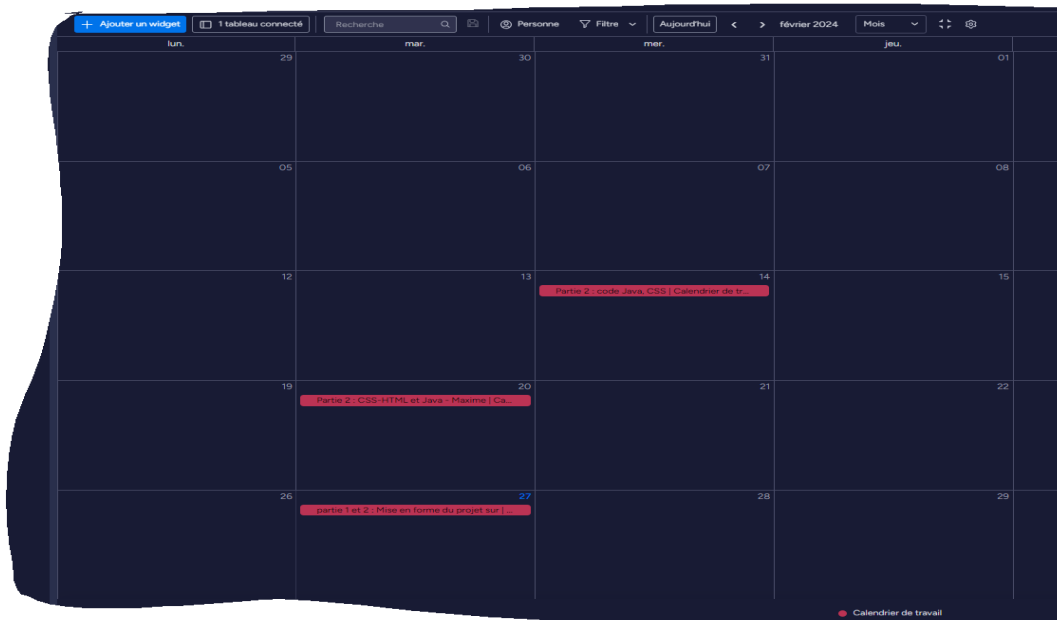 Ajouter un widget 1 tableau connecté Recherche Personne Filtre Aujourd'hui < > février 2024 Mois
lun. mar. mer. jeu.
29 30 31 01
05 06 07 08
12 13 14 15
Partie 2 : code Java, CSS | Calendrier de tr...
19 20 21 22
Partie 2 : CSS-HTML et Java - Maxime | Ca...
26 27 28 29
partie 1 et 2 : Mise en forme du projet sur | ...
Calendrier de travail